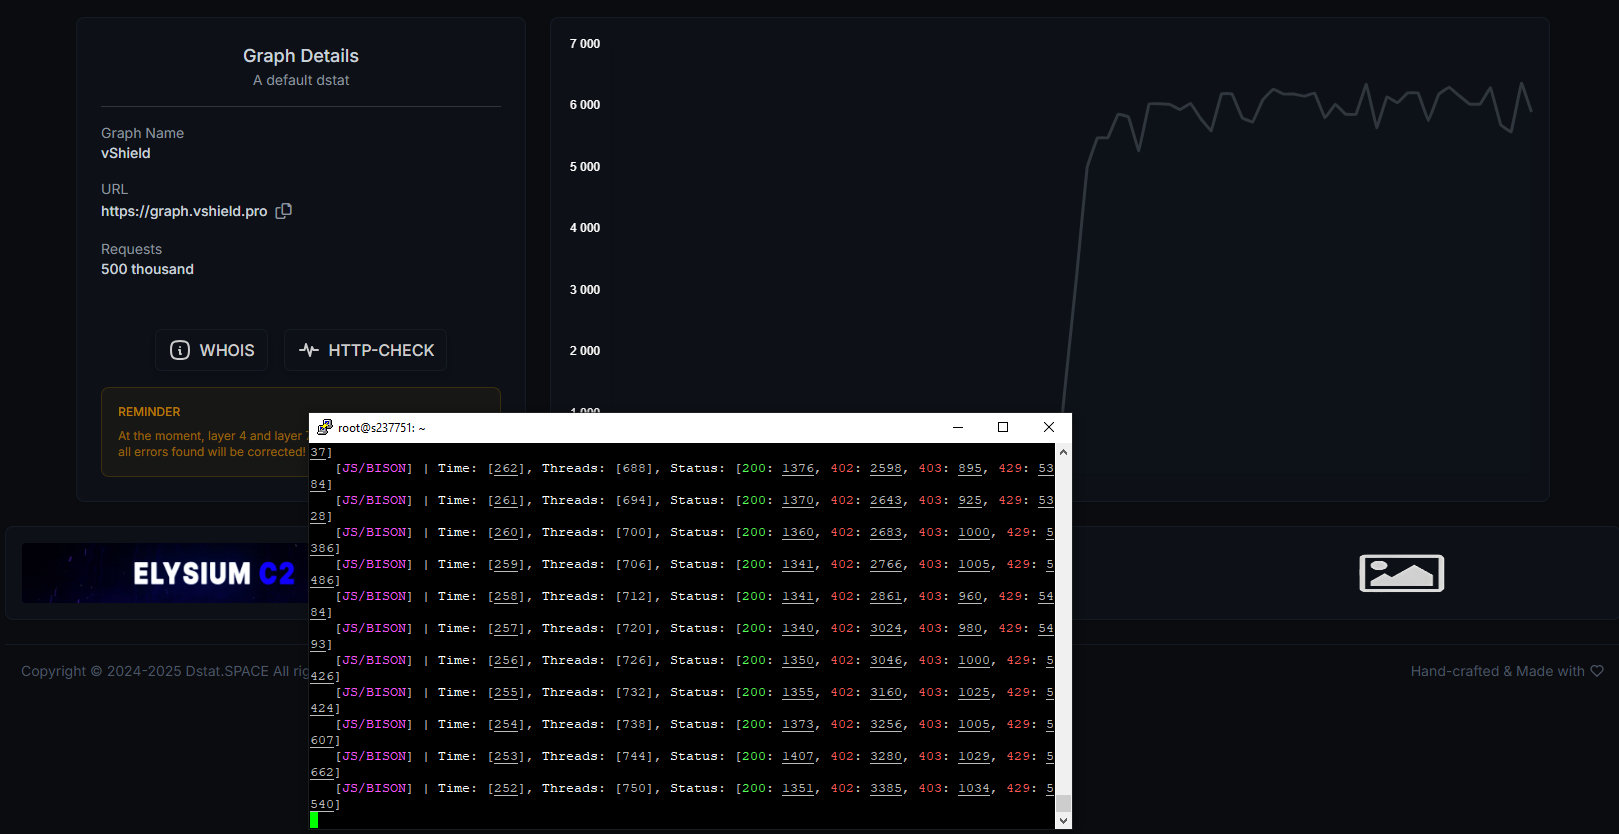 Graph Details
A default dstat
Graph Name
vShield
URL
https://graph.vshield.pro
Requests
500 thousand
WHOIS
HTTP-CHECK
REMINDER
At the moment, layer 4 and layer
all errors found will be corrected!
7 000
6 000
5 000
4 000
3 000
2 000
1 000
root@s237751: ~
37]
[JS/BISON] | Time: [262], Threads: [688], Status: [200: 1376, 402: 2598, 403: 895, 429: 53
84]
[JS/BISON] | Time: [261], Threads: [694], Status: [200: 1370, 402: 2643, 403: 925, 429: 53
28]
[JS/BISON] | Time: [260], Threads: [700], Status: [200: 1360, 402: 2683, 403: 1000, 429: 5
386]
[JS/BISON] | Time: [259], Threads: [706], Status: [200: 1341, 402: 2766, 403: 1005, 429: 5
486]
[JS/BISON] | Time: [258], Threads: [712], Status: [200: 1341, 402: 2861, 403: 960, 429: 54
84]
[JS/BISON] | Time: [257], Threads: [720], Status: [200: 1340, 402: 3024, 403: 980, 429: 54
93]
[JS/BISON] | Time: [256], Threads: [726], Status: [200: 1350, 402: 3046, 403: 1000, 429: 5
426]
[JS/BISON] | Time: [255], Threads: [732], Status: [200: 1355, 402: 3160, 403: 1025, 429: 5
424]
[JS/BISON] | Time: [254], Threads: [738], Status: [200: 1373, 402: 3256, 403: 1005, 429: 5
607]
[JS/BISON] | Time: [253], Threads: [744], Status: [200: 1407, 402: 3280, 403: 1029, 429: 5
662]
[JS/BISON] | Time: [252], Threads: [750], Status: [200: 1351, 402: 3385, 403: 1034, 429: 5
540]
ELYSIUM C2
Copyright © 2024-2025 Dstat.SPACE All
Hand-crafted & Made with